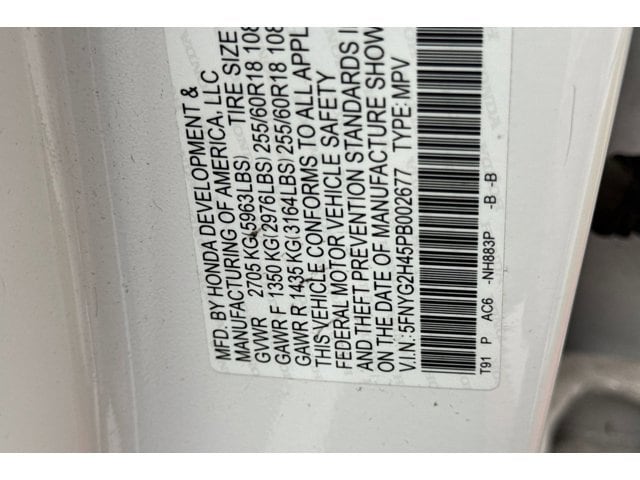 MFD. BY HONDA DEVELOPMENT &
MANUFACTURING OF AMERICA, LLC
GVWR 2705 KG(5963LBS) TIRE SIZE
GAWR F 1350 KG(2976LBS) 255/60R18 108
GAWR R 1435 KG(3164LBS) 255/60R18 108
THIS VEHICLE CONFORMS TO ALL APPL
FEDERAL MOTOR VEHICLE SAFETY
AND THEFT PREVENTION STANDARDS I
ON THE DATE OF MANUFACTURE SHOW
V.I.N.:5FNYG2H45PB002677 TYPE: MPV
T91 P AC6 -NH883P -B -B